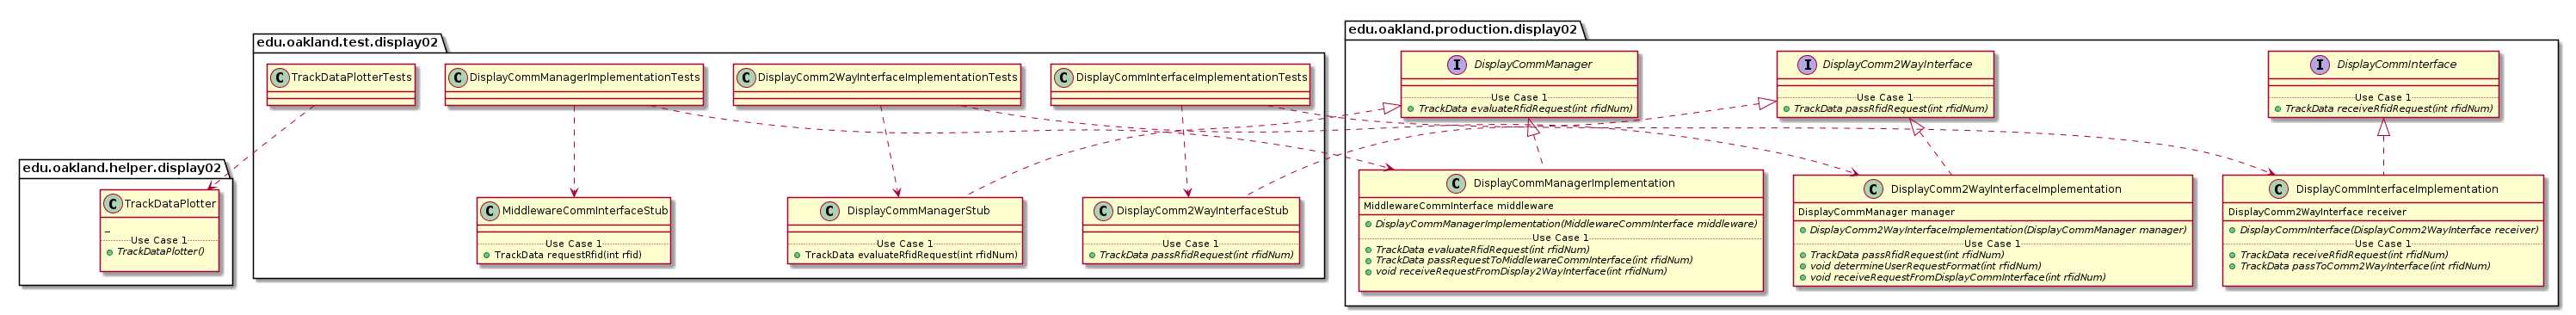 edu.oakland.production.display02
I DisplayCommManager
Use Case 1
TrackData evaluateRfidRequest(int rfidNum)
I DisplayComm2WayInterface
Use Case 1
TrackData passRfidRequest(int rfidNum)
I DisplayCommInterface
Use Case 1
TrackData receiveRfidRequest(int rfidNum)
C DisplayCommManagerImplementation
MiddlewareCommInterface middleware
DisplayCommManagerImplementation(MiddlewareCommInterface middleware)
Use Case 1
TrackData evaluateRfidRequest(int rfidNum)
TrackData passRequestToMiddlewareCommInterface(int rfidNum)
void receiveRequestFromDisplay2WayInterface(int rfidNum)
C DisplayComm2WayInterfaceImplementation
DisplayCommManager manager
DisplayComm2WayInterfaceImplementation(DisplayCommManager manager)
Use Case 1
TrackData passRfidRequest(int rfidNum)
void determineUserRequestFormat(int rfidNum)
void receiveRequestFromDisplayCommInterface(int rfidNum)
C DisplayCommInterfaceImplementation
DisplayComm2WayInterface receiver
DisplayCommInterface(DisplayComm2WayInterface receiver)
Use Case 1
TrackData receiveRfidRequest(int rfidNum)
TrackData passToComm2WayInterface(int rfidNum)
edu.oakland.test.display02
C TrackDataPlotterTests
C DisplayCommManagerImplementationTests
C DisplayComm2WayInterfaceImplementationTests
C DisplayCommInterfaceImplementationTests
C MiddlewareCommInterfaceStub
Use Case 1
TrackData requestRfid(int rfid)
C DisplayCommManagerStub
Use Case 1
TrackData evaluateRfidRequest(int rfidNum)
C DisplayComm2WayInterfaceStub
Use Case 1
TrackData passRfidRequest(int rfidNum)
edu.oakland.helper.display02
C TrackDataPlotter
Use Case 1
TrackDataPlotter()